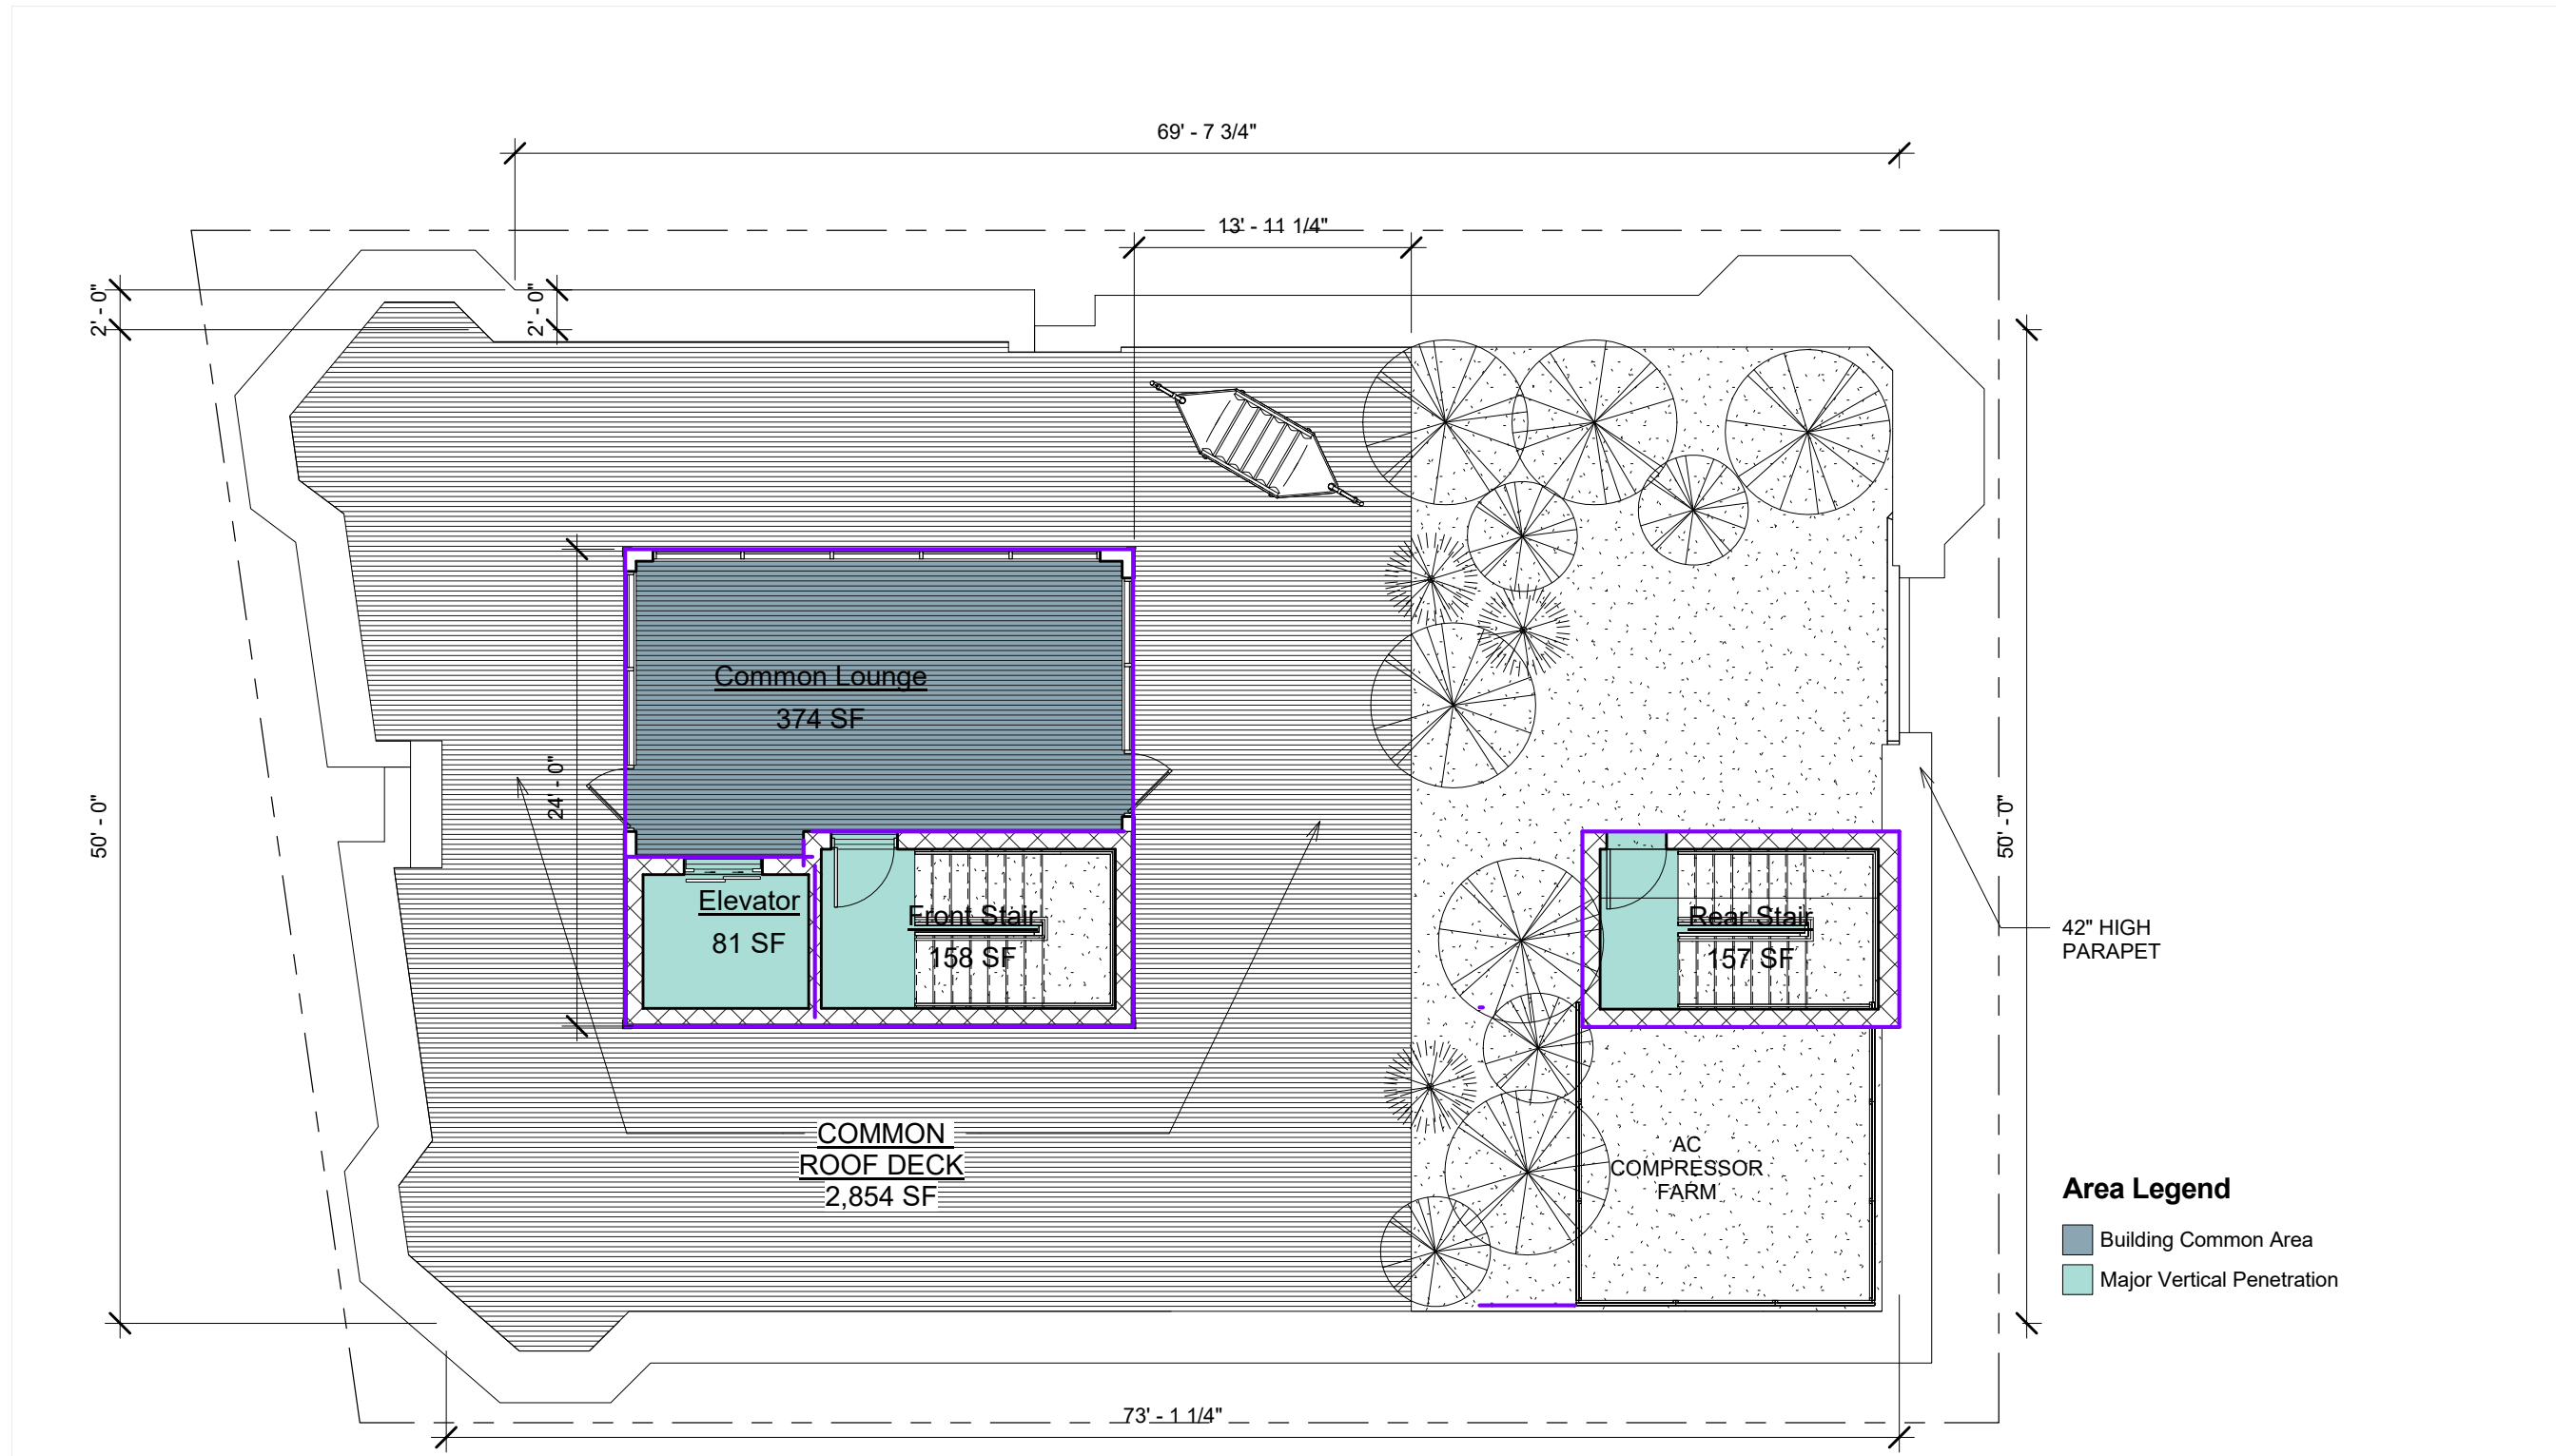 69' - 7 3/4"
13' - 11 1/4"
2' - 0"
2' - 0"
Common Lounge
374 SF
24' - 0"
50' - 0"
50' - 0"
Elevator
81 SF
Front Stair
158 SF
Rear Stair
157 SF
42" HIGH
PARAPET
COMMON
ROOF DECK
2,854 SF
AC
COMPRESSOR
FARM
Area Legend
Building Common Area
Major Vertical Penetration
73' - 1 1/4"